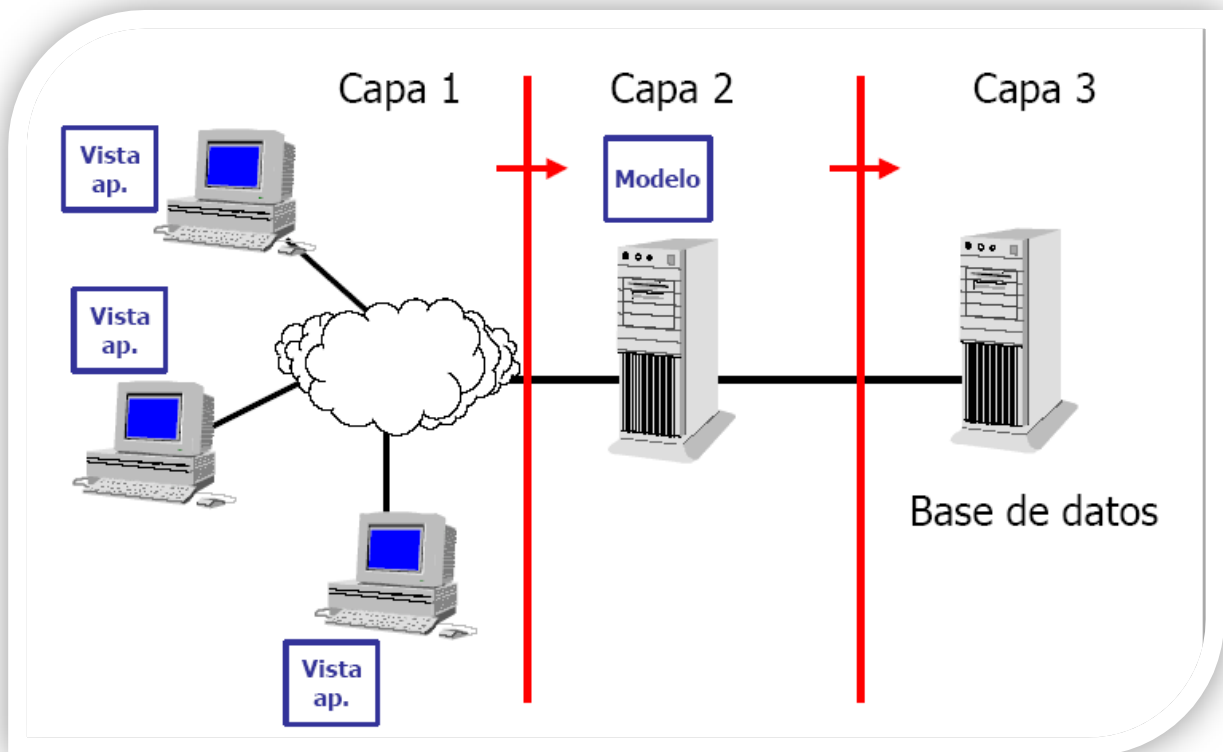 Capa 1
Capa 2
Capa 3
Vista
ap.
Modelo
Vista
ap.
Base de datos
Vista
ap.